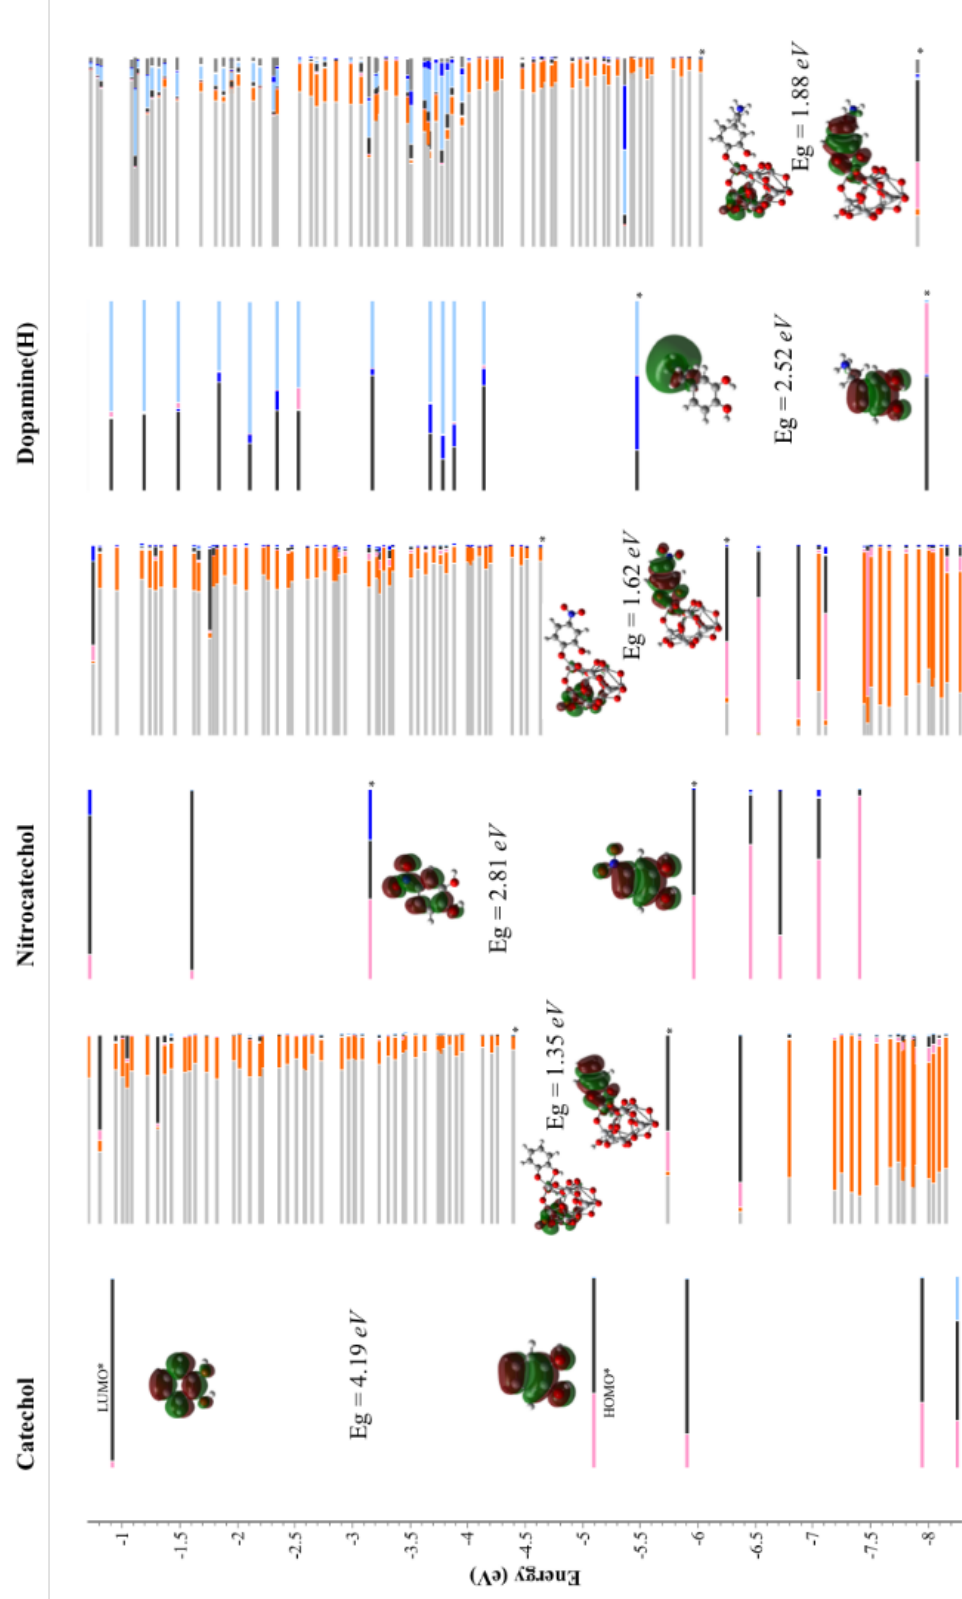 Catechol
Nitrocatechol
Dopamine(H)
Energy (eV)
-1
-1.5
-2
-2.5
-3
-3.5
-4
-4.5
-5
-5.5
-6
-6.5
-7
-7.5
-8
LUMO*
Eg = 4.19 eV
HOMO*
*
Eg = 1.35 eV
*
*
Eg = 2.81 eV
*
*
Eg = 1.62 eV
*
*
Eg = 2.52 eV
*
*
Eg = 1.88 eV
*